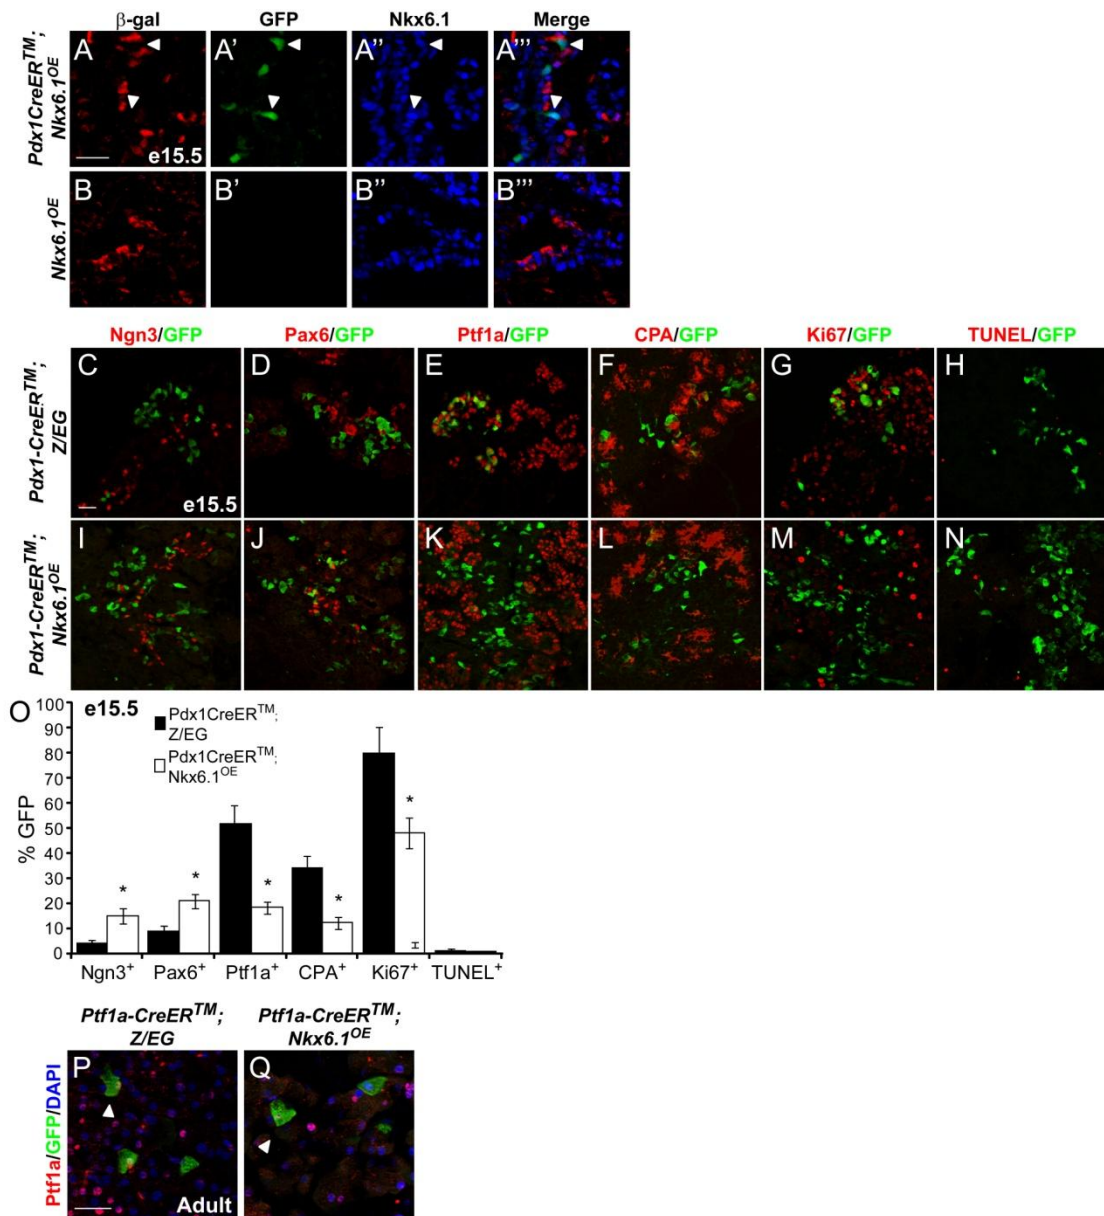 β-gal GFP Nkx6.1 Merge
Pdx1CreER^TM;
Nkx6.1^OE
A A' A'' A'''
e15.5
Nkx6.1^OE
B B' B'' B'''
Ngn3/GFP Pax6/GFP Ptf1a/GFP CPA/GFP Ki67/GFP TUNEL/GFP
Pdx1-CreER^TM;
Z/EG
C D E F G H
e15.5
Pdx1-CreER^TM;
Nkx6.1^OE
I J K L M N
O
e15.5
Pdx1CreER^TM;
Z/EG
Pdx1CreER^TM;
Nkx6.1^OE
% GFP
100
90
80
70
60
50
40
30
20
10
0
* * * * *
Ngn3+ Pax6+ Ptf1a+ CPA+ Ki67+ TUNEL+
Ptf1a-CreER^TM;
Z/EG
Ptf1a-CreER^TM;
Nkx6.1^OE
Ptf1a/GFP/DAPI
P Q
Adult